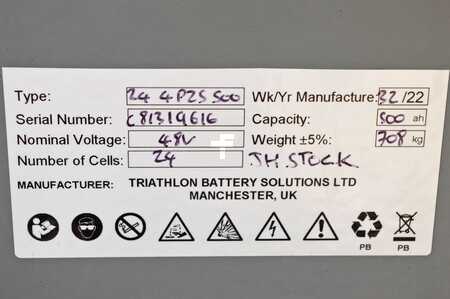 Type: 24 4PZS 500 Wk/Yr Manufacture: 32/22
Serial Number: C81319616 Capacity: 500 ah
Nominal Voltage: 48V Weight ±5%: 708 kg
Number of Cells: 24 JH STOCK
MANUFACTURER: TRIATHLON BATTERY SOLUTIONS LTD
MANCHESTER, UK
PB PB